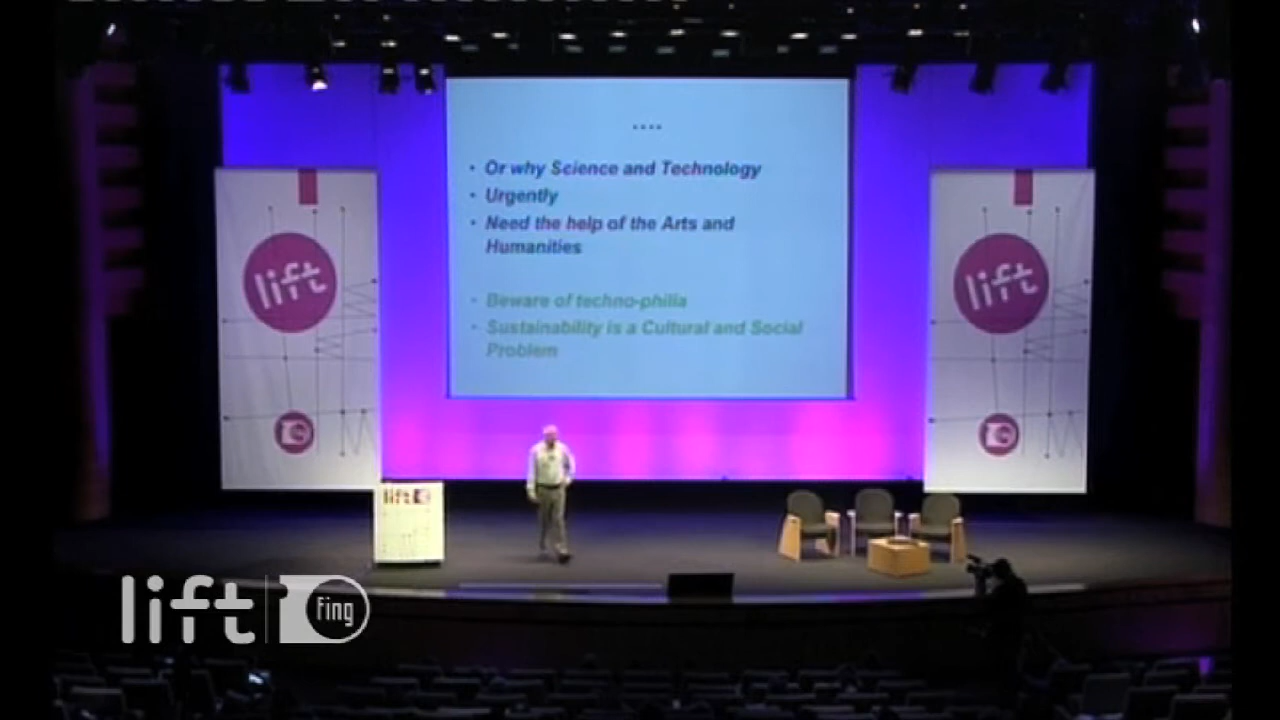 ....
• Or why Science and Technology
• Urgently
• Need the help of the Arts and
Humanities
• Beware of techno-philia
• Sustainability is a Cultural and Social
Problem
lift
lift
lift
lift
Fing